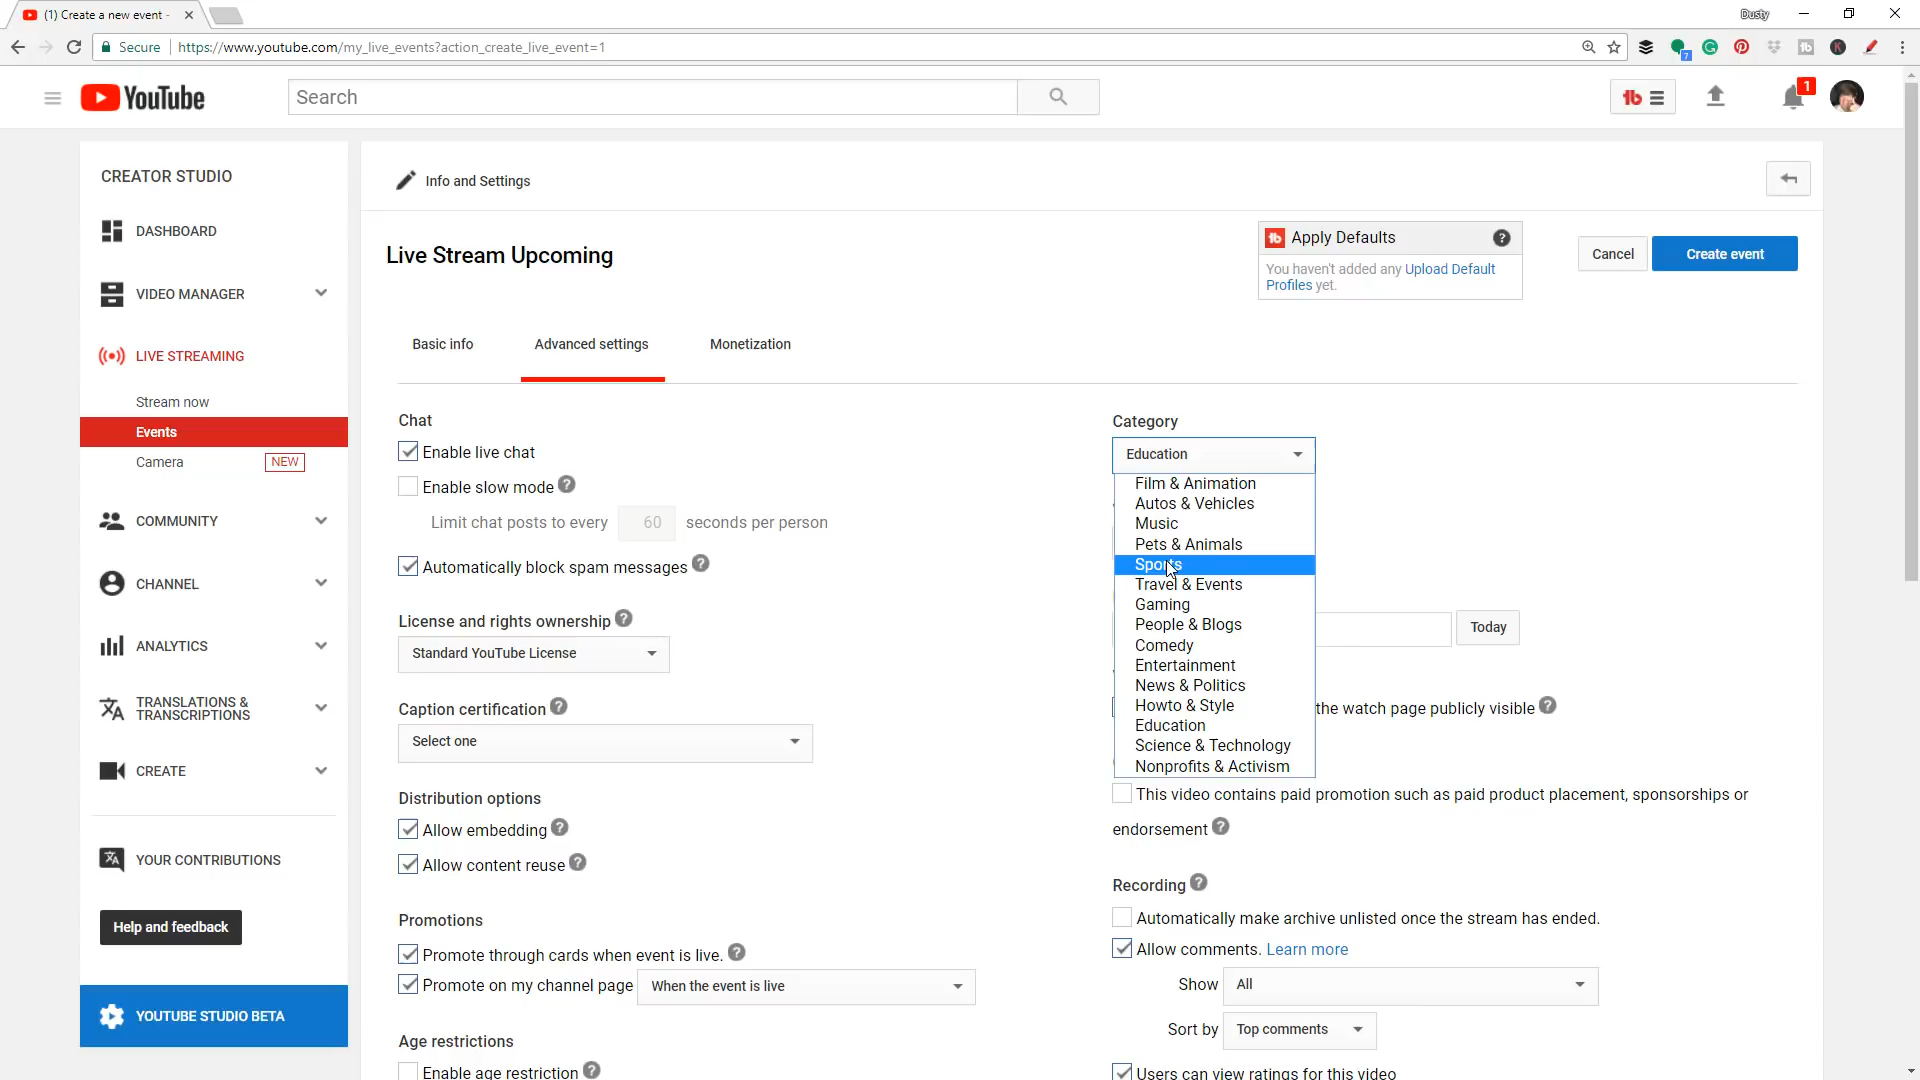 (1) Create a new event -
Dusty
Secure
https://www.youtube.com/my_live_events?action_create_live_event=1
7
YouTube
Search
1
CREATOR STUDIO
DASHBOARD
VIDEO MANAGER
LIVE STREAMING
Stream now
Events
Camera
NEW
COMMUNITY
CHANNEL
ANALYTICS
TRANSLATIONS &
TRANSCRIPTIONS
CREATE
YOUR CONTRIBUTIONS
Help and feedback
YOUTUBE STUDIO BETA
Info and Settings
Live Stream Upcoming
Apply Defaults
You haven't added any Upload Default
Profiles yet.
Cancel
Create event
Basic info
Advanced settings
Monetization
Chat
Enable live chat
Enable slow mode
Limit chat posts to every 60 seconds per person
Automatically block spam messages
License and rights ownership
Standard YouTube License
Caption certification
Select one
Distribution options
Allow embedding
Allow content reuse
Promotions
Promote through cards when event is live.
Promote on my channel page
When the event is live
Age restrictions
Enable age restriction
Category
Education
Film & Animation
Autos & Vehicles
Music
Pets & Animals
Sports
Travel & Events
Gaming
People & Blogs
Comedy
Entertainment
News & Politics
Howto & Style
Education
Science & Technology
Nonprofits & Activism
Today
the watch page publicly visible
This video contains paid promotion such as paid product placement, sponsorships or
endorsement
Recording
Automatically make archive unlisted once the stream has ended.
Allow comments. Learn more
Show
All
Sort by
Top comments
Users can view ratings for this video